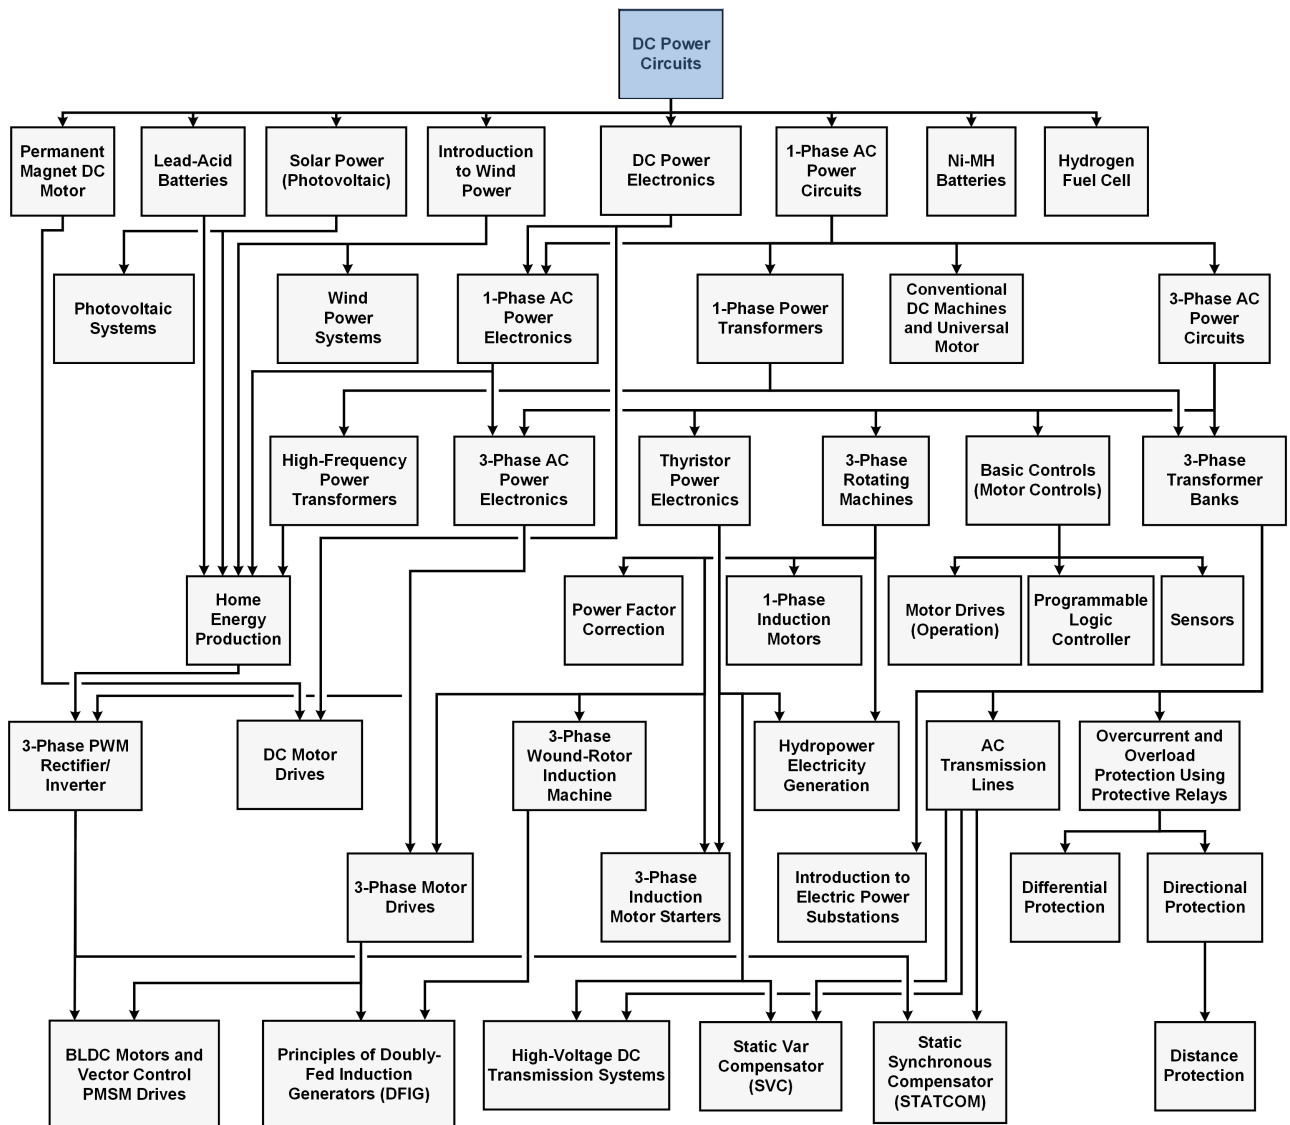 DC Power
Circuits
Permanent
Magnet DC
Motor
Lead-Acid
Batteries
Solar Power
(Photovoltaic)
Introduction
to Wind
Power
DC Power
Electronics
1-Phase AC
Power
Circuits
Ni-MH
Batteries
Hydrogen
Fuel Cell
Photovoltaic
Systems
Wind
Power
Systems
1-Phase AC
Power
Electronics
1-Phase Power
Transformers
Conventional
DC Machines
and Universal
Motor
3-Phase AC
Power
Circuits
High-Frequency
Power
Transformers
3-Phase AC
Power
Electronics
Thyristor
Power
Electronics
3-Phase
Rotating
Machines
Basic Controls
(Motor Controls)
3-Phase
Transformer
Banks
Home
Energy
Production
Power Factor
Correction
1-Phase
Induction
Motors
Motor Drives
(Operation)
Programmable
Logic
Controller
Sensors
3-Phase PWM
Rectifier/
Inverter
DC Motor
Drives
3-Phase
Wound-Rotor
Induction
Machine
Hydropower
Electricity
Generation
AC
Transmission
Lines
Overcurrent and
Overload
Protection Using
Protective Relays
3-Phase Motor
Drives
3-Phase
Induction
Motor Starters
Introduction to
Electric Power
Substations
Differential
Protection
Directional
Protection
BLDC Motors and
Vector Control
PMSM Drives
Principles of Doubly-
Fed Induction
Generators (DFIG)
High-Voltage DC
Transmission Systems
Static Var
Compensator
(SVC)
Static
Synchronous
Compensator
(STATCOM)
Distance
Protection